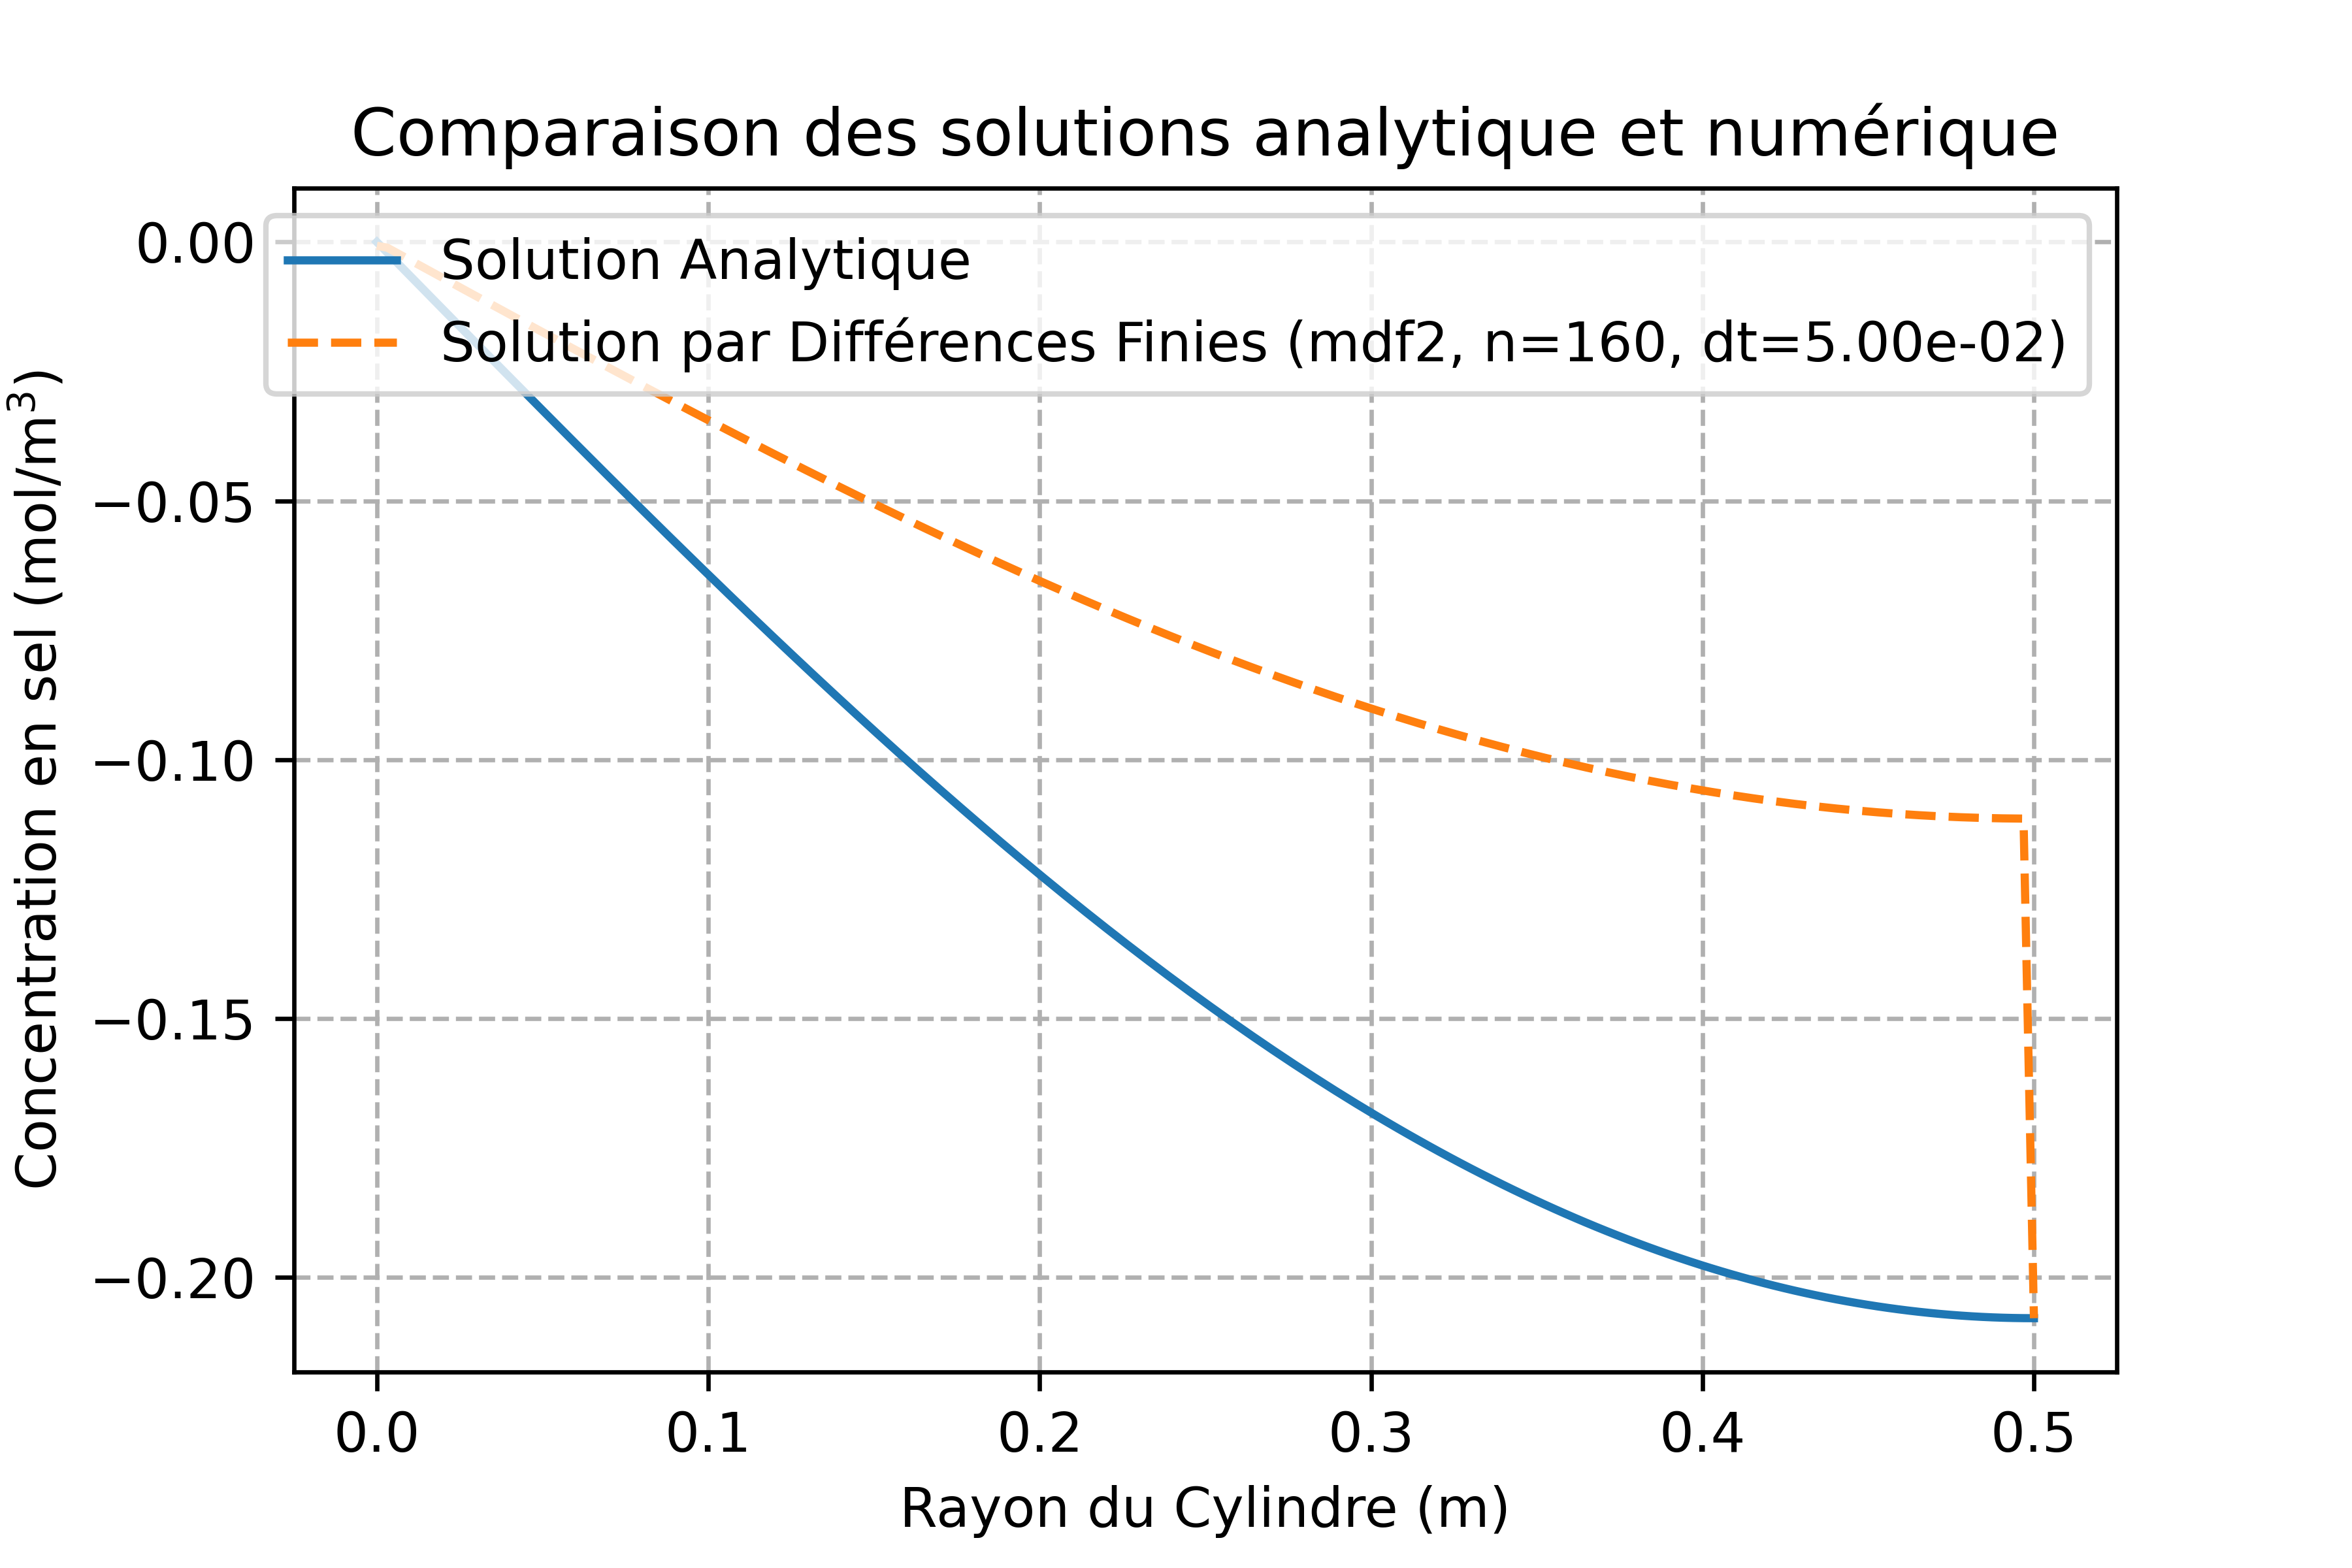 Comparaison des solutions analytique et numérique
Solution Analytique
Solution par Différences Finies (mdf2, n=160, dt=5.00e-02)
Concentration en sel (mol/m³)
0.00
−0.05
−0.10
−0.15
−0.20
0.0 0.1 0.2 0.3 0.4 0.5
Rayon du Cylindre (m)